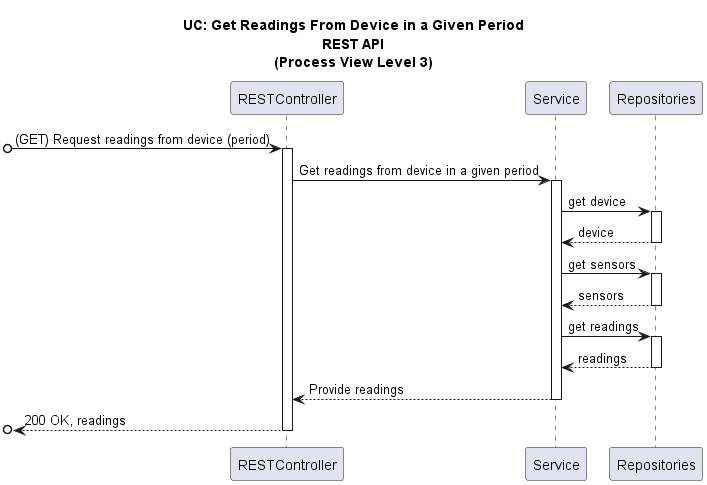 UC: Get Readings From Device in a Given Period
REST API
(Process View Level 3)
RESTController
Service
Repositories
(GET) Request readings from device (period)
Get readings from device in a given period
get device
device
get sensors
sensors
get readings
readings
Provide readings
200 OK, readings
RESTController
Service
Repositories